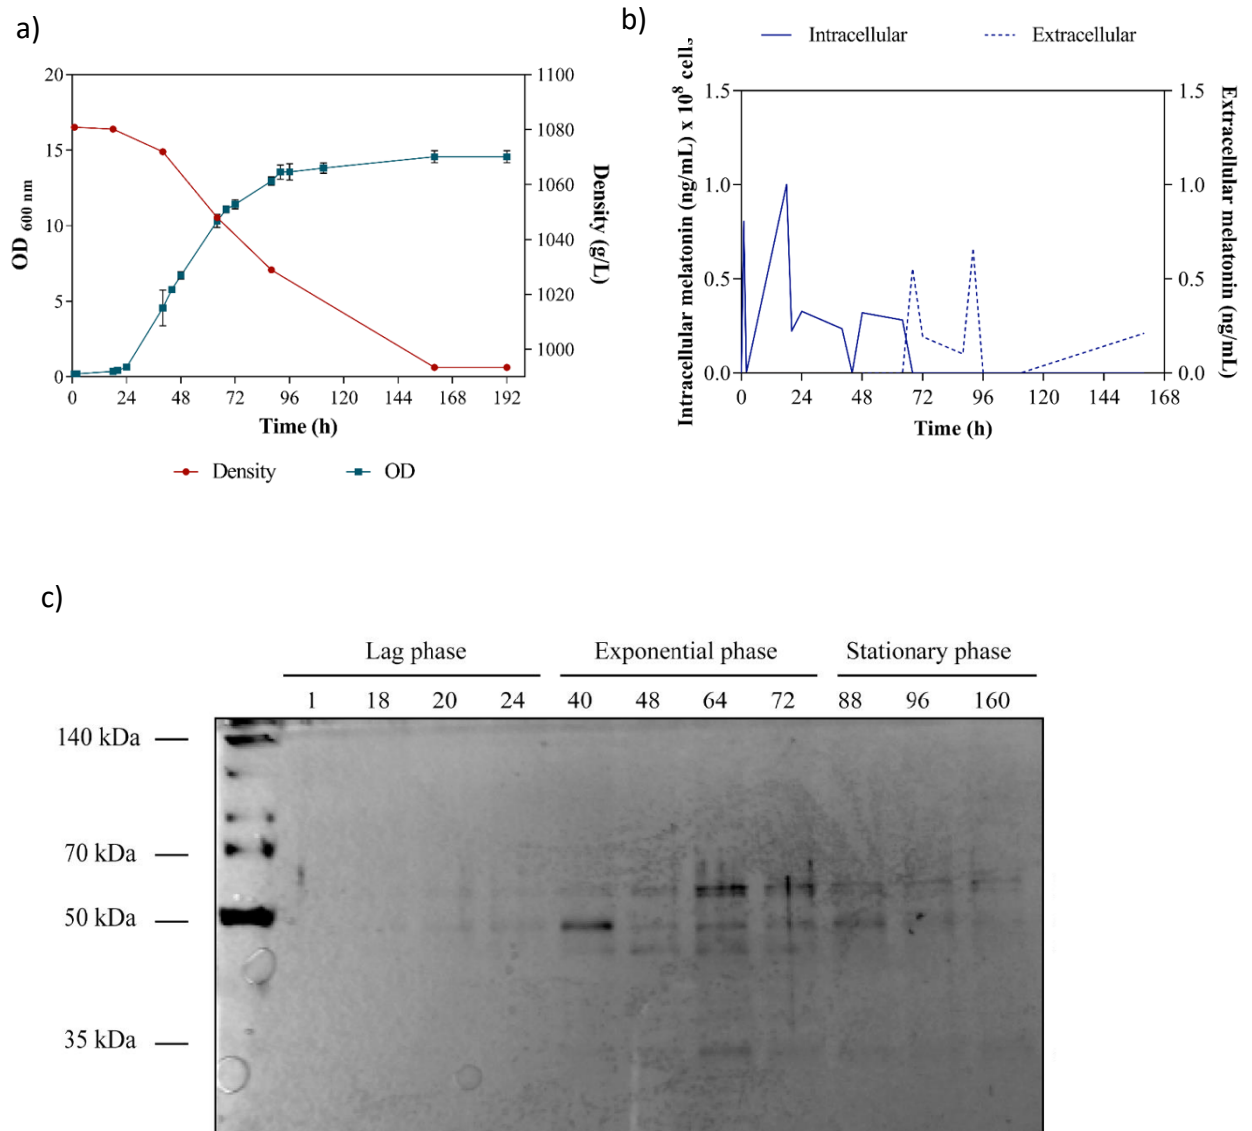 a)
20
15
10
5
0
OD 600 nm
1100
1080
1060
1040
1020
1000
Density (g/L)
0 24 48 72 96 120 144 168 192
Time (h)
Density OD
b)
Intracellular Extracellular
1.5
1.0
0.5
0.0
Intracellular melatonin (ng/mL) x 10⁸ cells
1.5
1.0
0.5
0.0
Extracellular melatonin (ng/mL)
0 24 48 72 96 120 144 168
Time (h)
c)
Lag phase Exponential phase Stationary phase
1 18 20 24 40 48 64 72 88 96 160
140 kDa
70 kDa
50 kDa
35 kDa